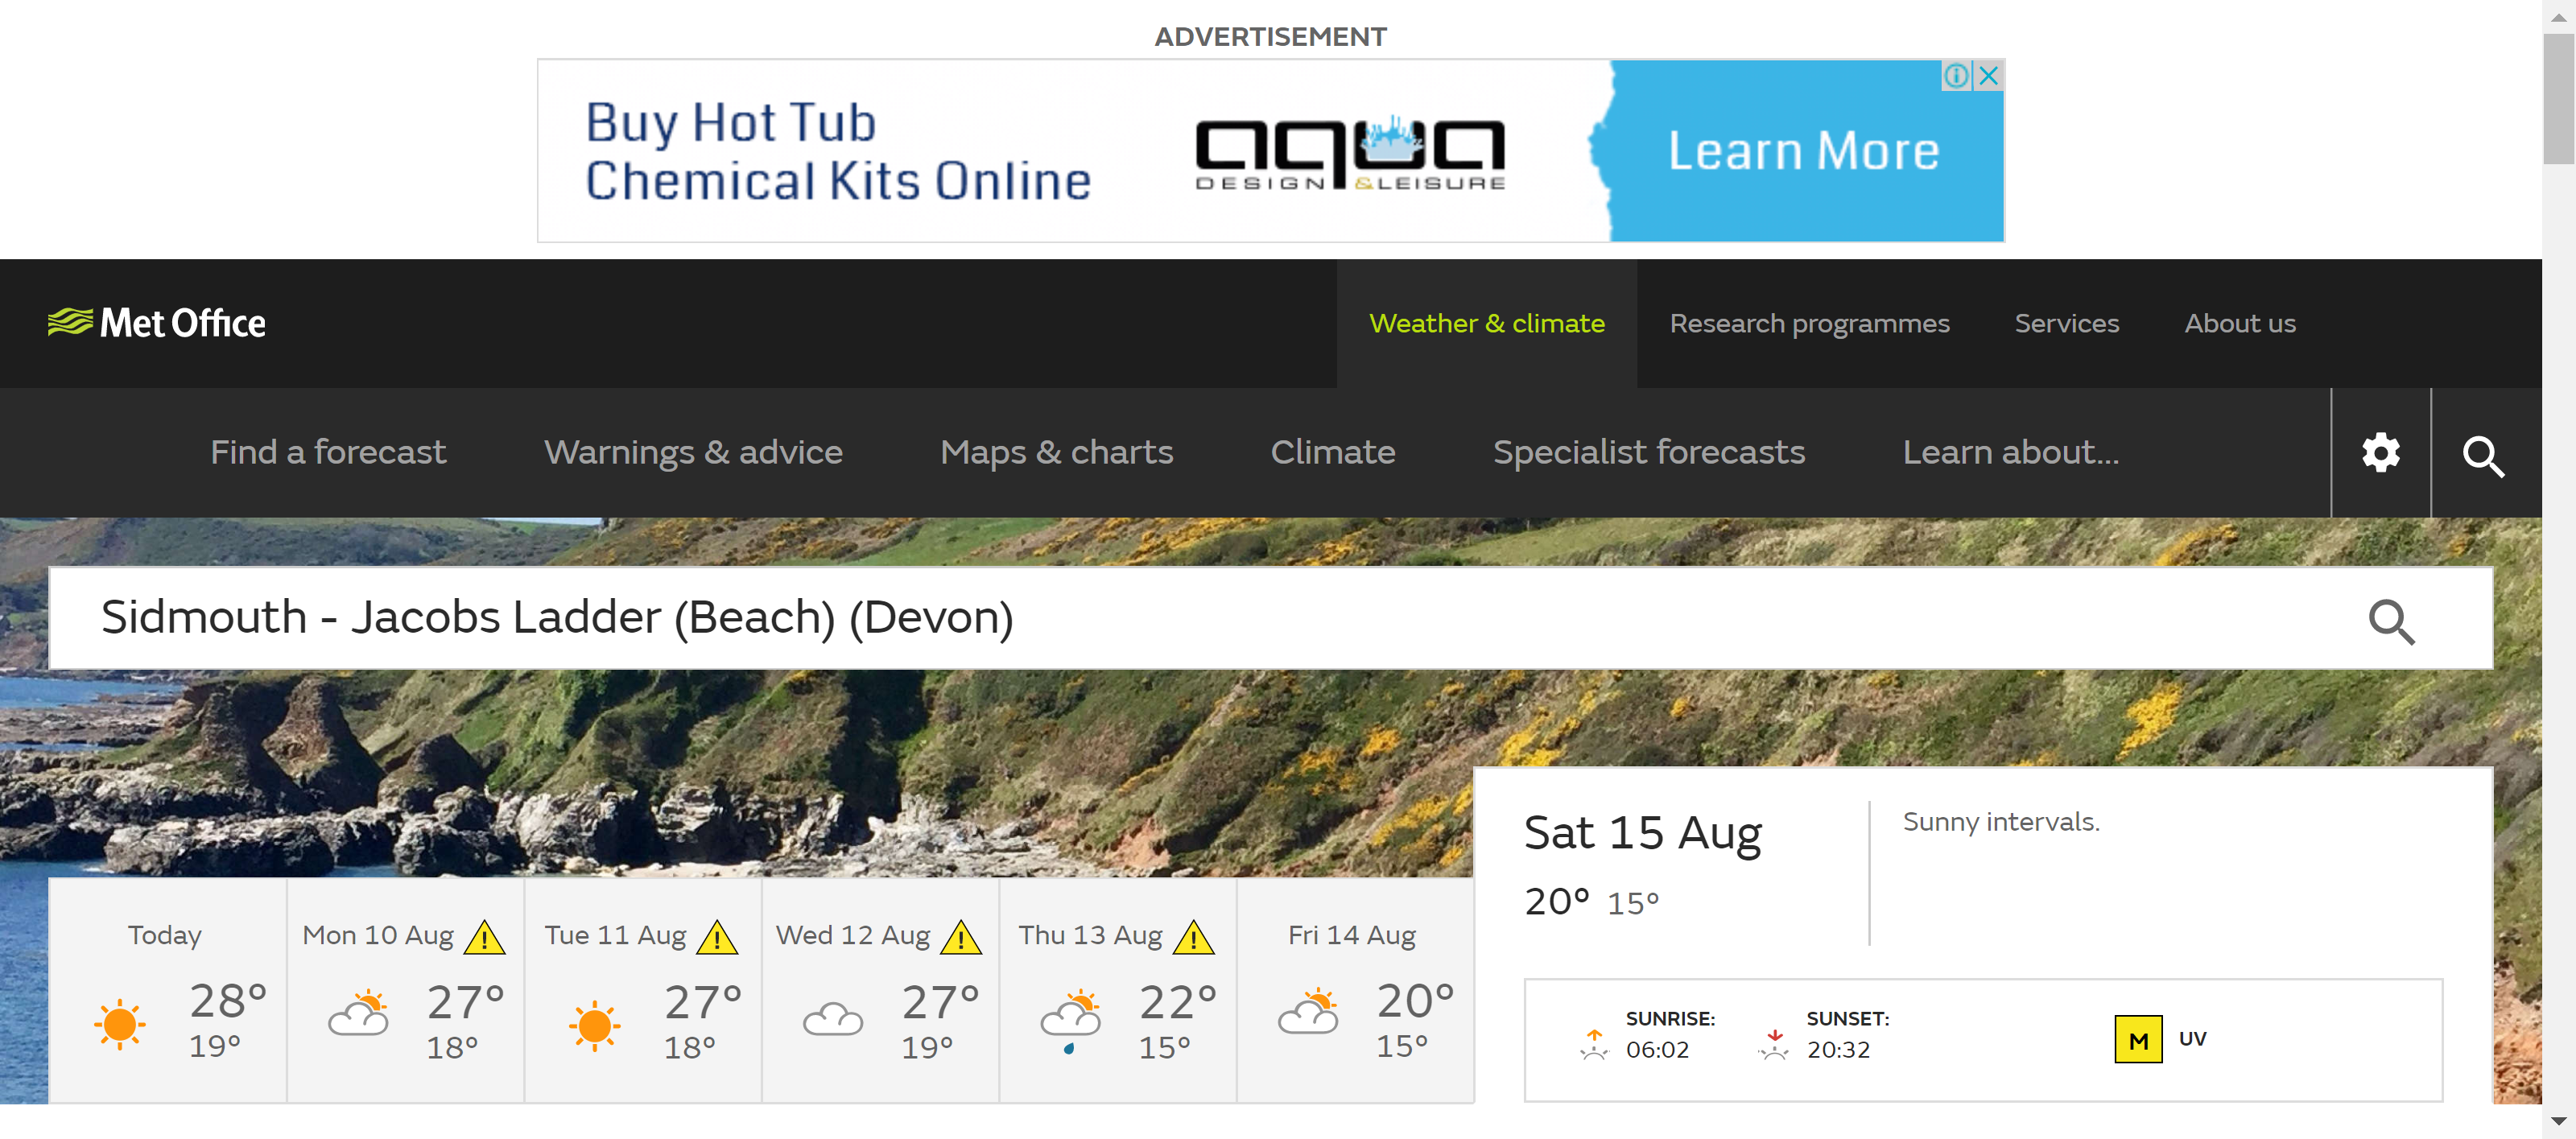 ADVERTISEMENT
Buy Hot Tub
Chemical Kits Online
aqua
DESIGN & LEISURE
Learn More
Met Office
Weather & climate
Research programmes
Services
About us
Find a forecast
Warnings & advice
Maps & charts
Climate
Specialist forecasts
Learn about...
Sidmouth - Jacobs Ladder (Beach) (Devon)
Today
28°
19°
Mon 10 Aug
27°
18°
Tue 11 Aug
27°
18°
Wed 12 Aug
27°
19°
Thu 13 Aug
22°
15°
Fri 14 Aug
20°
15°
Sat 15 Aug
20° 15°
Sunny intervals.
SUNRISE:
06:02
SUNSET:
20:32
M UV